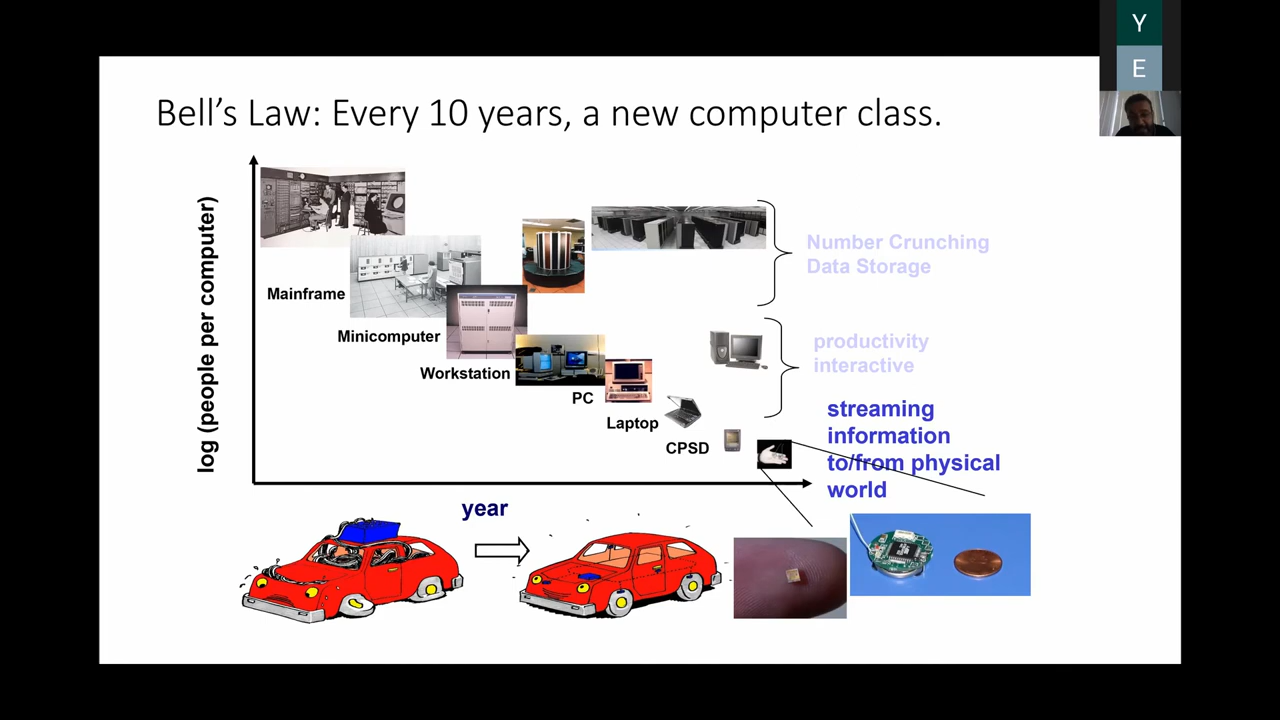 Y
E
Bell's Law: Every 10 years, a new computer class.
log (people per computer)
Mainframe
Minicomputer
Workstation
PC
Laptop
CPSD
year
Number Crunching
Data Storage
productivity
interactive
streaming
information
to/from physical
world